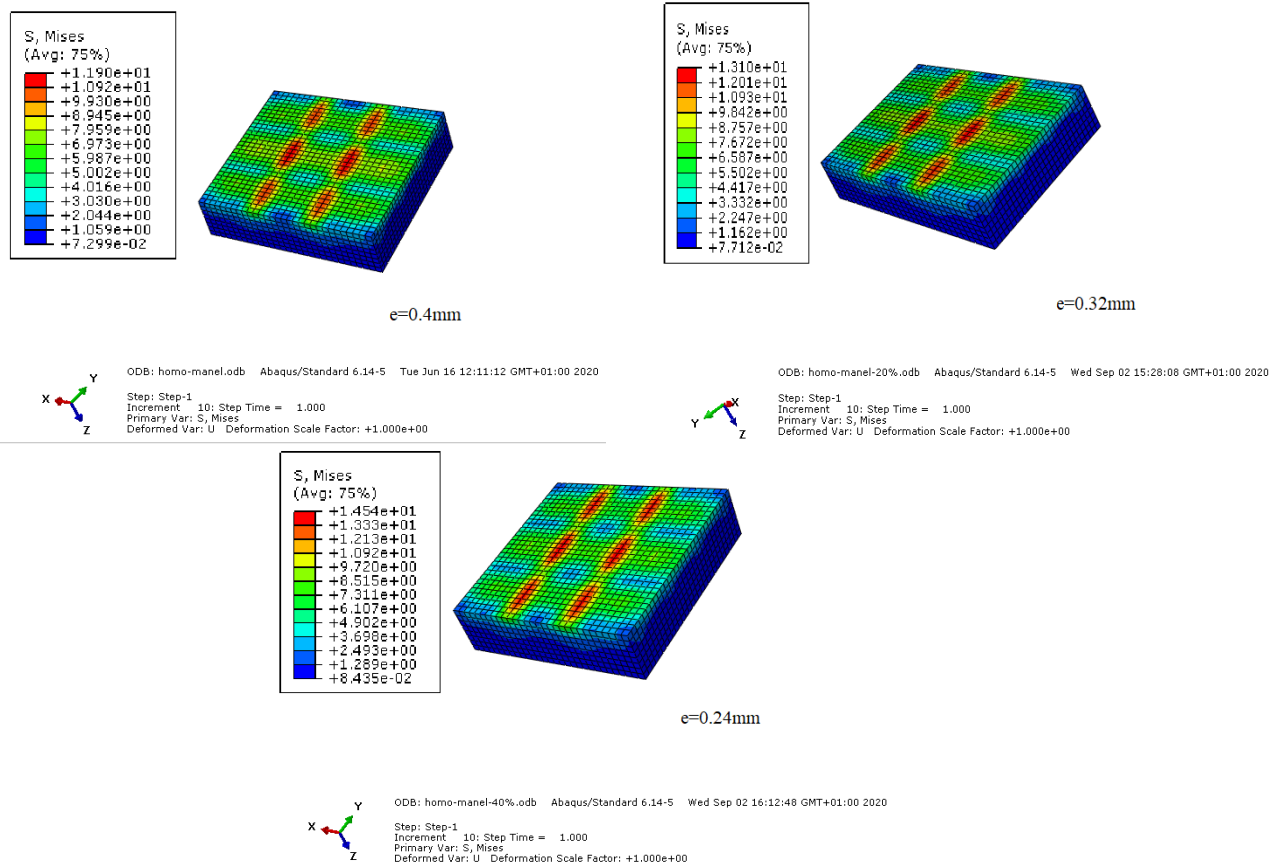 S, Mises
(Avg: 75%)
+1.190e+01
+1.092e+01
+9.930e+00
+8.945e+00
+7.959e+00
+6.973e+00
+5.987e+00
+5.002e+00
+4.016e+00
+3.030e+00
+2.044e+00
+1.059e+00
+7.299e-02
e=0.4mm
X
Y
Z
ODB: homo-manel.odb Abaqus/Standard 6.14-5 Tue Jun 16 12:11:12 GMT+01:00 2020
Step: Step-1
Increment 10: Step Time = 1.000
Primary Var: S, Mises
Deformed Var: U Deformation Scale Factor: +1.000e+00
S, Mises
(Avg: 75%)
+1.310e+01
+1.201e+01
+1.093e+01
+9.842e+00
+8.757e+00
+7.672e+00
+6.587e+00
+5.502e+00
+4.417e+00
+3.332e+00
+2.247e+00
+1.162e+00
+7.712e-02
e=0.32mm
X
Y
Z
ODB: homo-manel-20%.odb Abaqus/Standard 6.14-5 Wed Sep 02 15:28:08 GMT+01:00 2020
Step: Step-1
Increment 10: Step Time = 1.000
Primary Var: S, Mises
Deformed Var: U Deformation Scale Factor: +1.000e+00
S, Mises
(Avg: 75%)
+1.454e+01
+1.333e+01
+1.213e+01
+1.092e+01
+9.720e+00
+8.515e+00
+7.311e+00
+6.107e+00
+4.902e+00
+3.698e+00
+2.493e+00
+1.289e+00
+8.435e-02
e=0.24mm
X
Y
Z
ODB: homo-manel-40%.odb Abaqus/Standard 6.14-5 Wed Sep 02 16:12:48 GMT+01:00 2020
Step: Step-1
Increment 10: Step Time = 1.000
Primary Var: S, Mises
Deformed Var: U Deformation Scale Factor: +1.000e+00